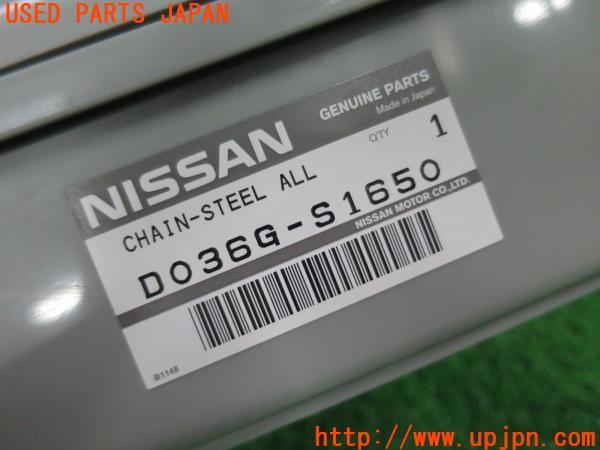 USED PARTS JAPAN
NISSAN
GENUINE PARTS
Made in Japan
CHAIN-STEEL ALL
Q'TY 1
D036G-S1650
NISSAN MOTOR CO.,LTD.
B1148
http://www.upjpn.com/